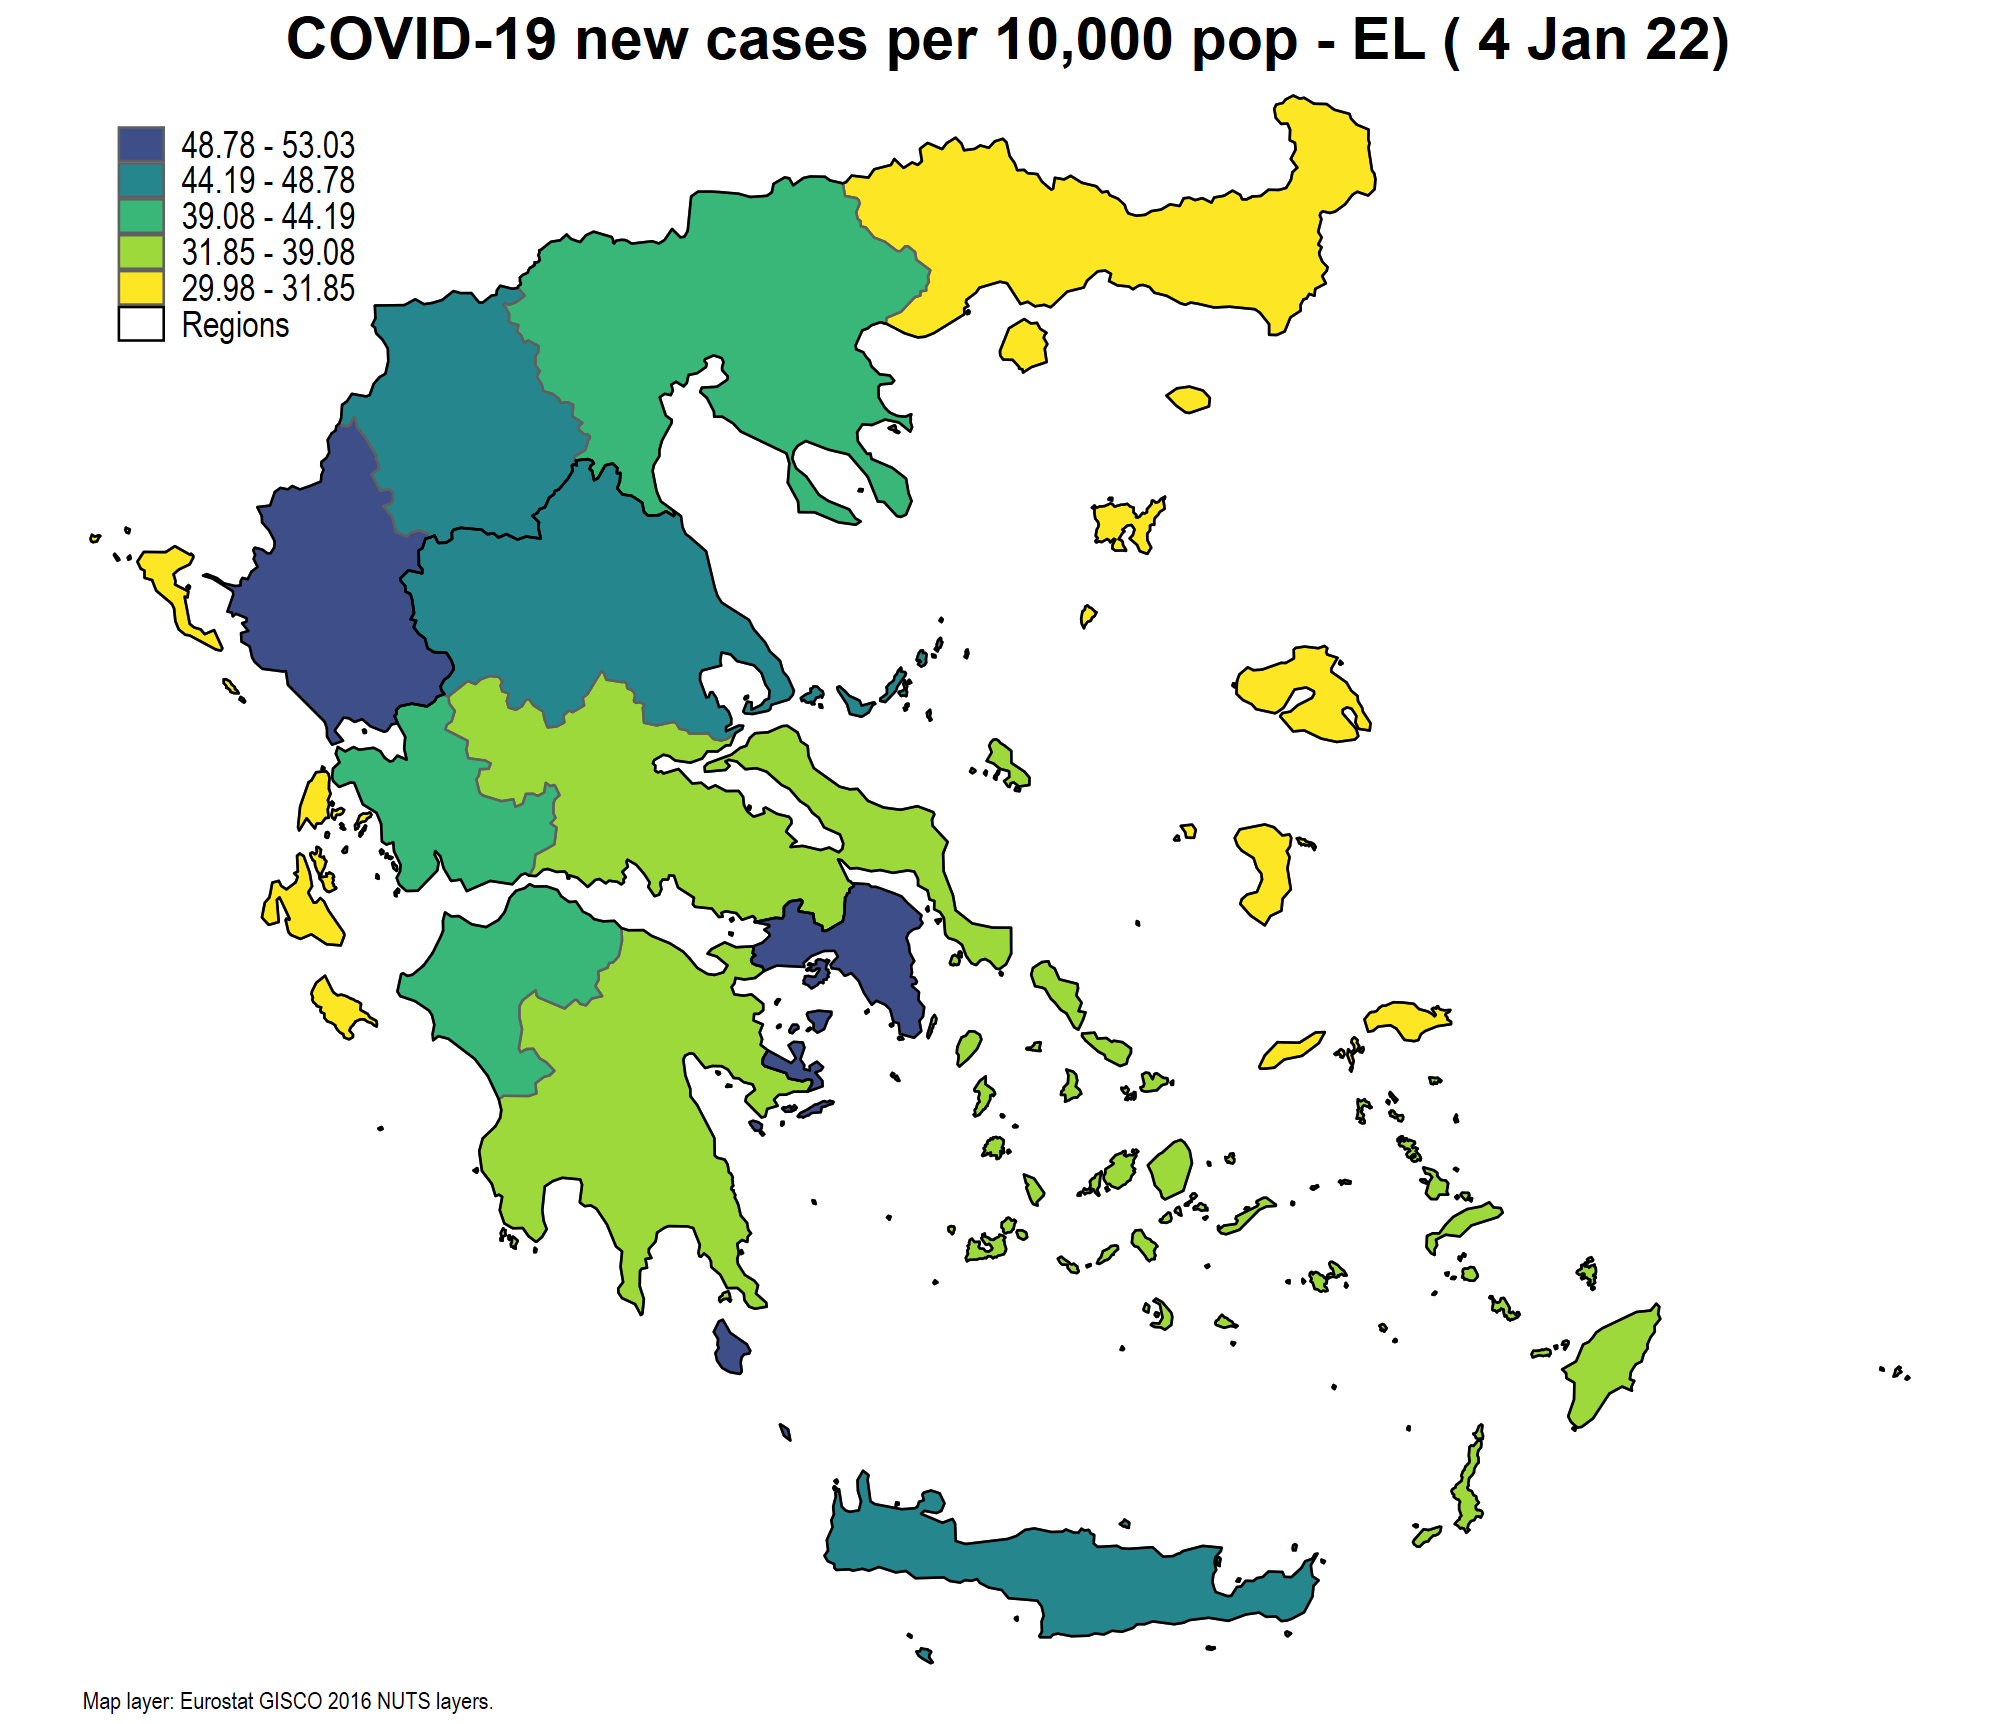 COVID-19 new cases per 10,000 pop - EL ( 4 Jan 22)
48.78 - 53.03
44.19 - 48.78
39.08 - 44.19
31.85 - 39.08
29.98 - 31.85
Regions
Map layer: Eurostat GISCO 2016 NUTS layers.